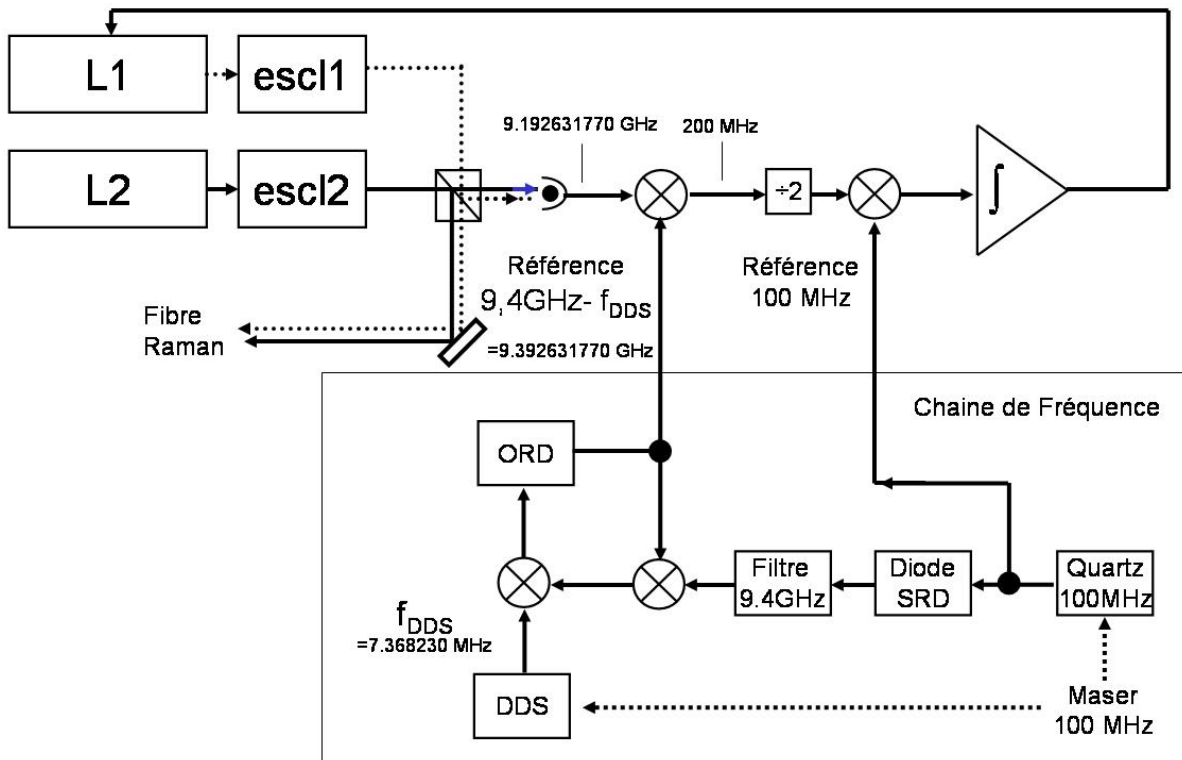 L1
escl1
L2
escl2
9.192631770 GHz
200 MHz
÷2
∫
Référence
9,4GHz- fDDS
=9.392631770 GHz
Référence
100 MHz
Fibre
Raman
Chaine de Fréquence
ORD
Filtre
9.4GHz
Diode
SRD
Quartz
100MHz
fDDS
=7.368230 MHz
DDS
Maser
100 MHz